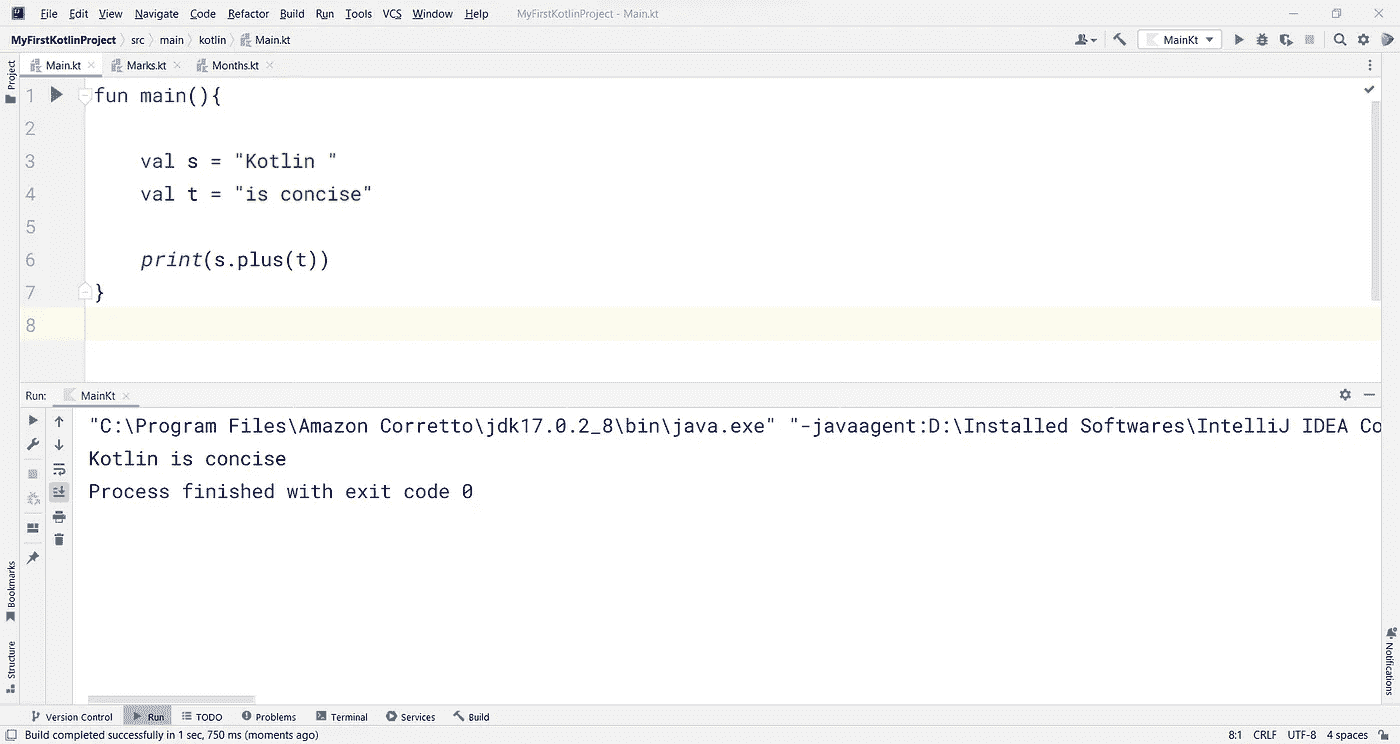 File Edit View Navigate Code Refactor Build Run Tools VCS Window Help MyFirstKotlinProject - Main.kt
MyFirstKotlinProject src main kotlin Main.kt MainKt
Project
Main.kt Marks.kt Months.kt
1 fun main(){
2
3 val s = "Kotlin "
4 val t = "is concise"
5
6 print(s.plus(t))
7 }
8
Run: MainKt
"C:\Program Files\Amazon Corretto\jdk17.0.2_8\bin\java.exe" "-javaagent:D:\Installed Softwares\IntelliJ IDEA Co
Kotlin is concise
Process finished with exit code 0
Bookmarks
Structure
Notifications
Version Control Run TODO Problems Terminal Services Build
Build completed successfully in 1 sec, 750 ms (moments ago) 8:1 CRLF UTF-8 4 spaces